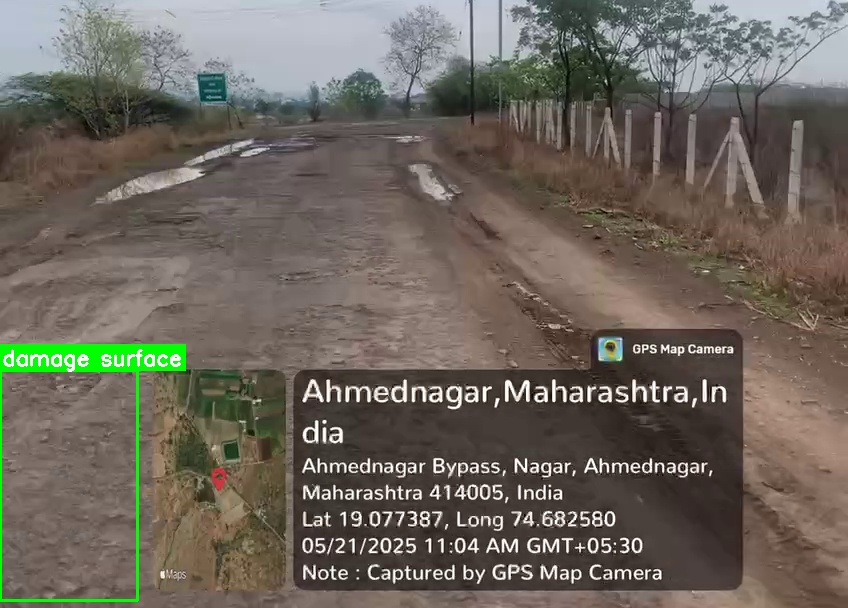 damage surface
GPS Map Camera
Ahmednagar,Maharashtra,In
dia
Ahmednagar Bypass, Nagar, Ahmednagar,
Maharashtra 414005, India
Lat 19.077387, Long 74.682580
05/21/2025 11:04 AM GMT+05:30
Note : Captured by GPS Map Camera
Maps